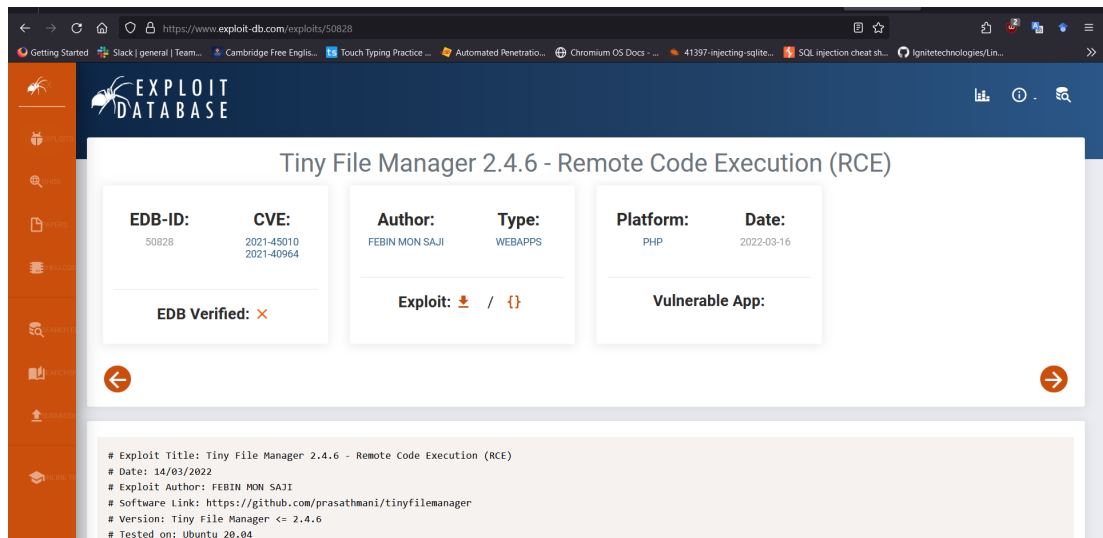 https://www.exploit-db.com/exploits/50828
2
Getting Started
Slack | general | Team...
Cambridge Free Englis...
Touch Typing Practice ...
Automated Penetratio...
Chromium OS Docs - ...
41397-injecting-sqlite...
SQL injection cheat sh...
Ignitetechnologies/Lin...
EXPLOIT
DATABASE
Tiny File Manager 2.4.6 - Remote Code Execution (RCE)
EDB-ID:
50828
CVE:
2021-45010
2021-40964
EDB Verified:
Author:
FEBIN MON SAJI
Type:
WEBAPPS
Exploit: / {}
Platform:
PHP
Date:
2022-03-16
Vulnerable App:
# Exploit Title: Tiny File Manager 2.4.6 - Remote Code Execution (RCE)
# Date: 14/03/2022
# Exploit Author: FEBIN MON SAJI
# Software Link: https://github.com/prasathmani/tinyfilemanager
# Version: Tiny File Manager <= 2.4.6
# Tested on: Ubuntu 20.04